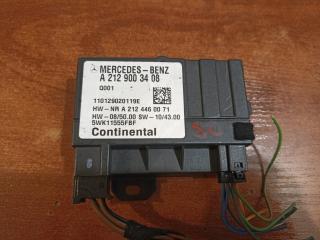 MERCEDES-BENZ
A 212 900 34 08
Q001
110129020119E
HW-NR A 212 446 00 71
HW-08/50.00 SW-10/43.00
5WK11555FBF
Continental